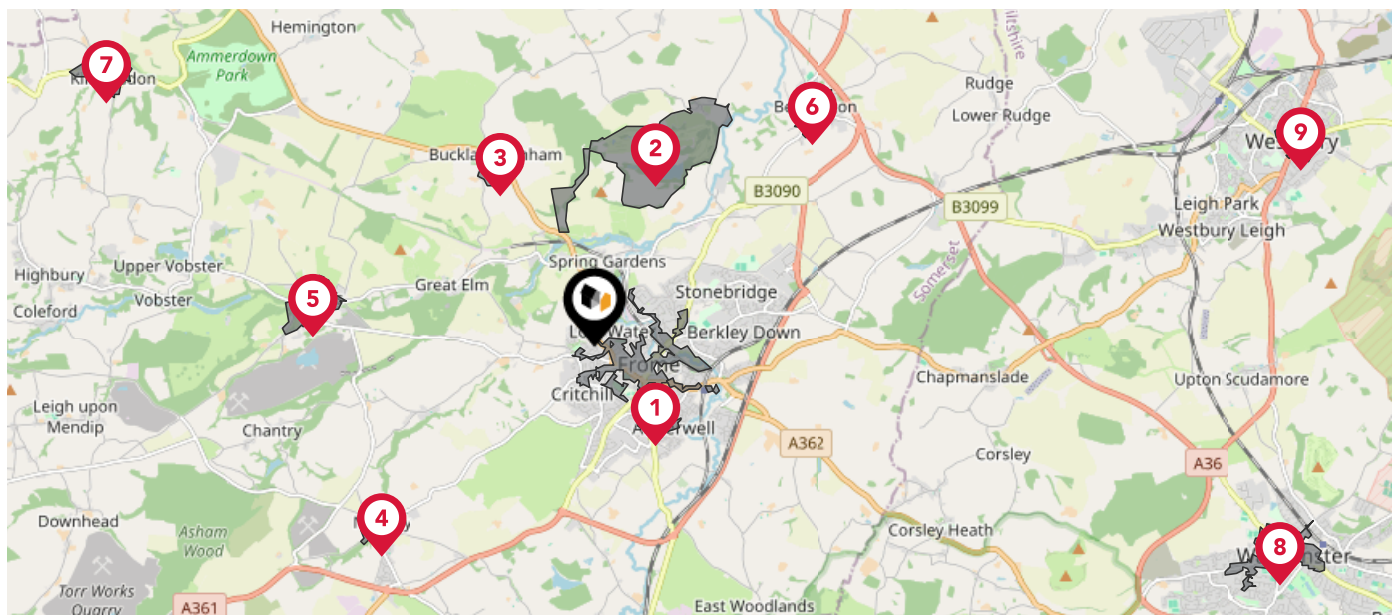 Hemington
Ammerdown
Park
7
Rudge
Lower Rudge
6
9
2
3
B3090
B3099
Leigh Park
Westbury Leigh
Somerset
Spring Gardens
Upper Vobster
Highbury
Vobster
Coleford
Great Elm
5
Stonebridge
Berkley Down
Frome
Critchill
Chapmanslade
Upton Scudamore
Leigh upon
Mendip
Chantry
1
A362
Corsley
A36
4
Downhead
Asham
Wood
Corsley Heath
8
Torr Works
Quarry
A361
East Woodlands